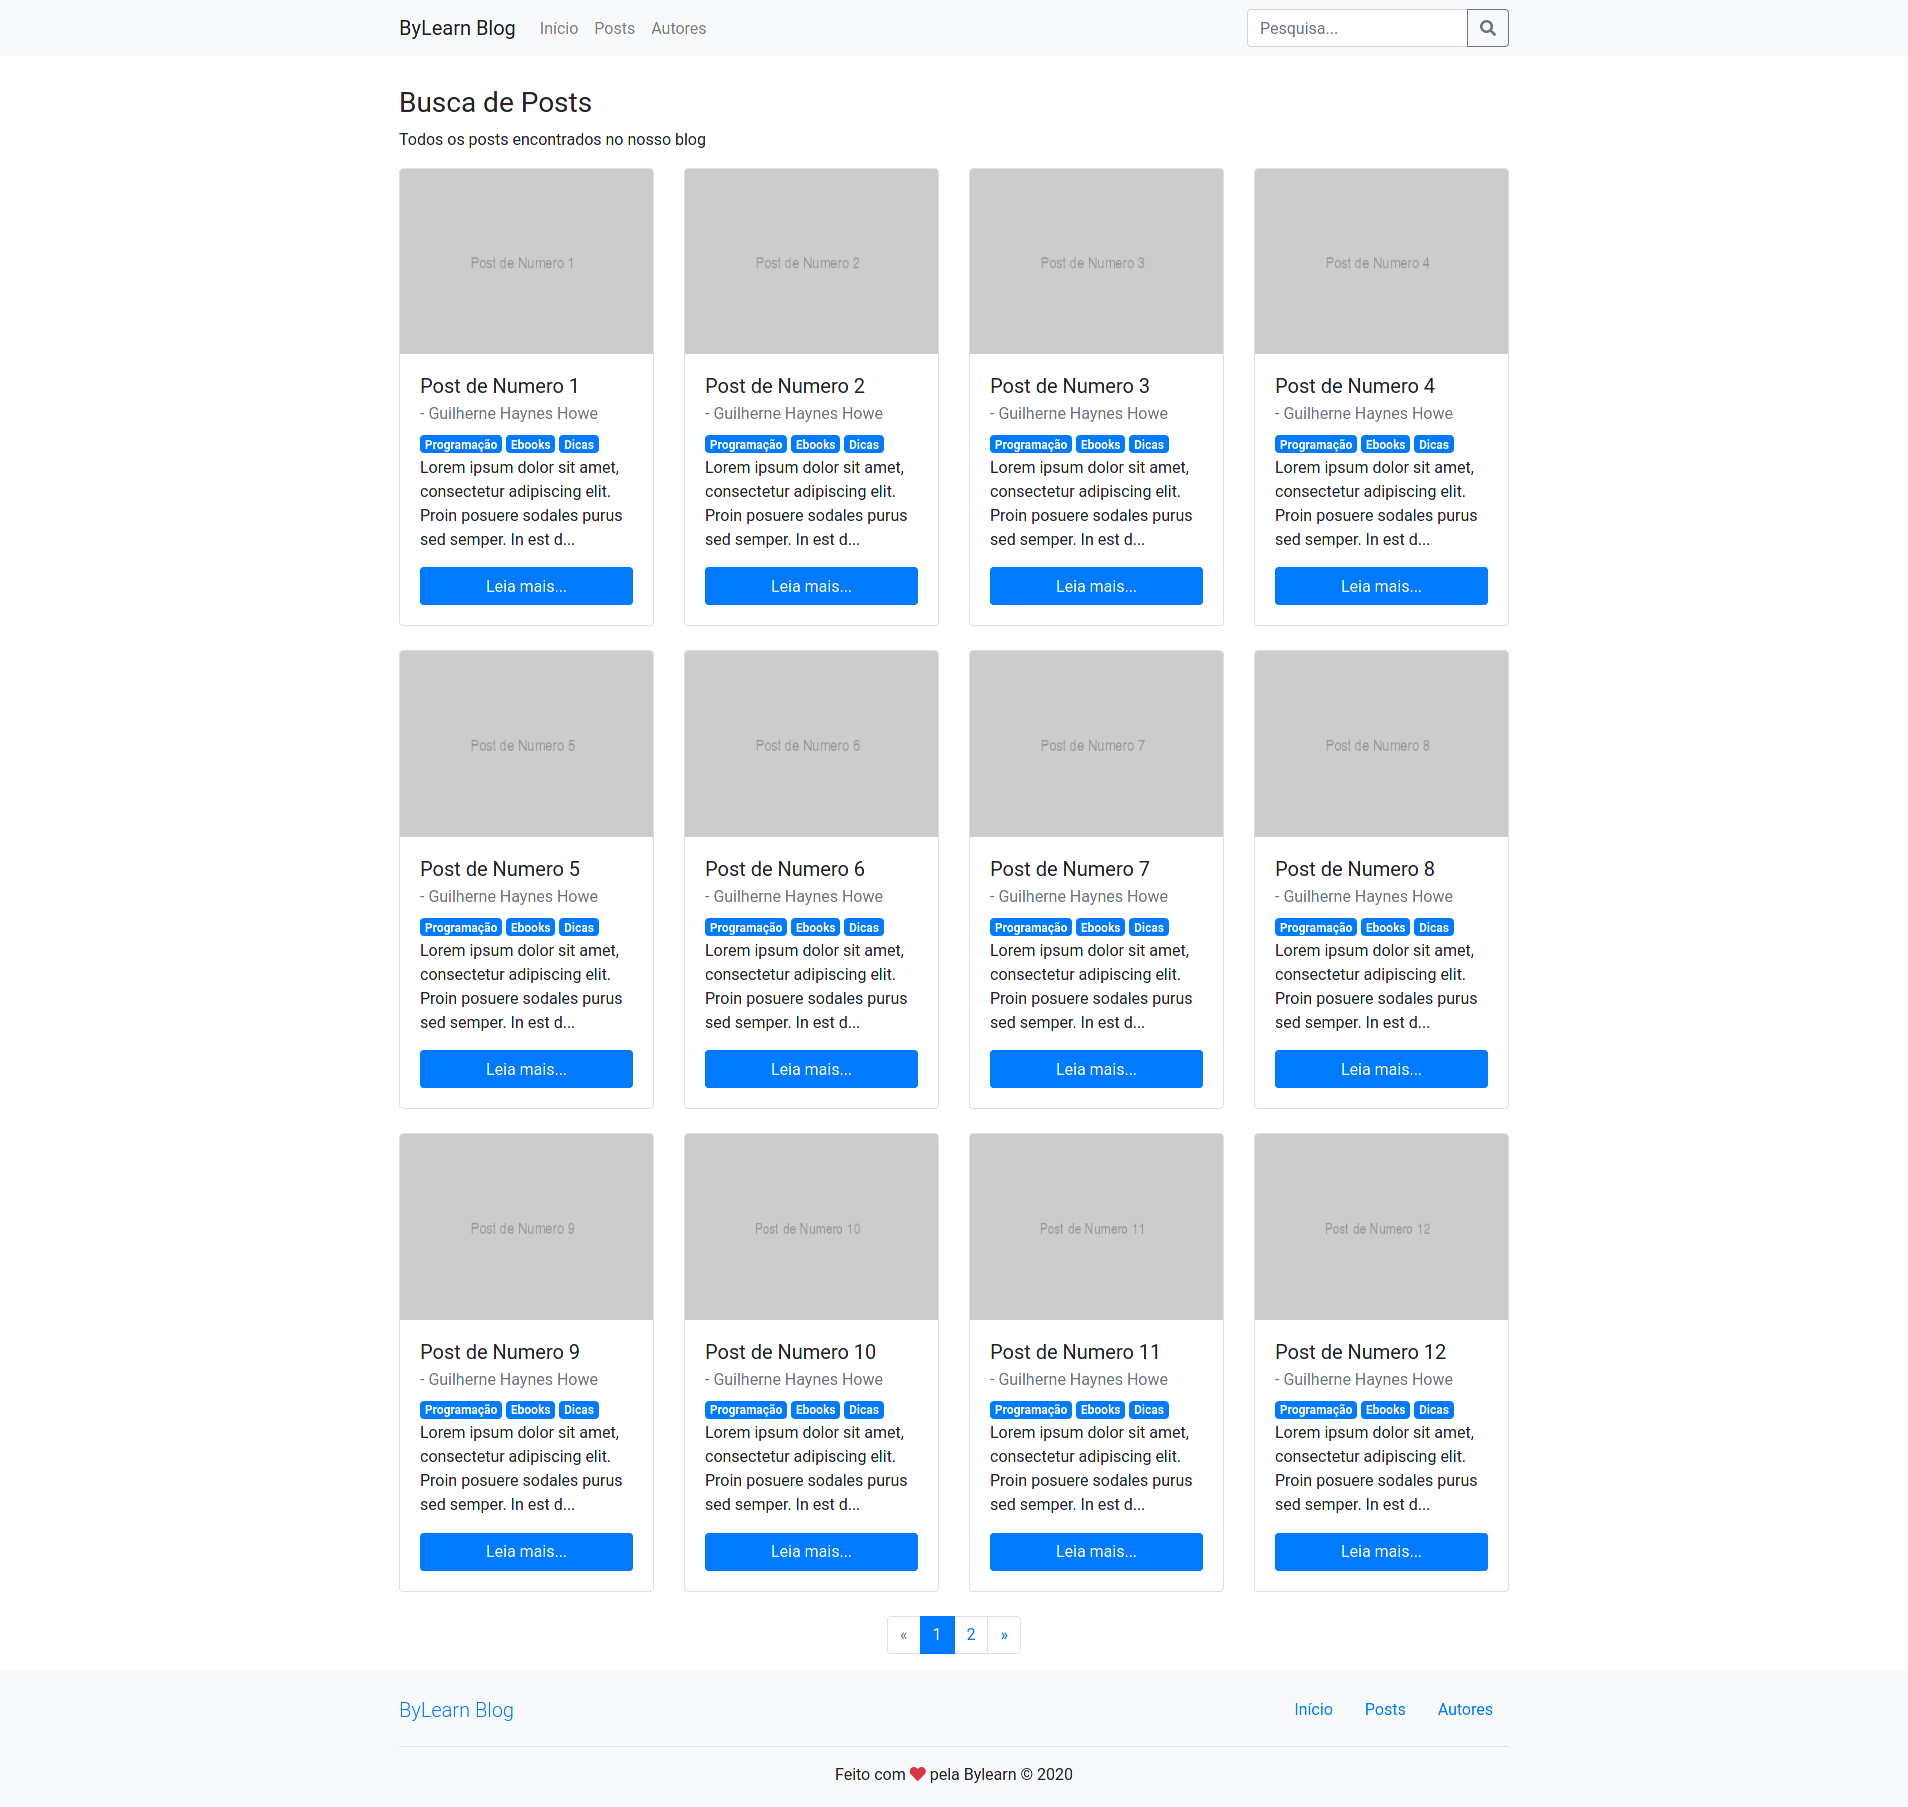 ByLearn Blog Início Posts Autores Pesquisa...
Busca de Posts
Todos os posts encontrados no nosso blog
Post de Numero 1
Post de Numero 1
- Guilherne Haynes Howe
Programação Ebooks Dicas
Lorem ipsum dolor sit amet,
consectetur adipiscing elit.
Proin posuere sodales purus
sed semper. In est d...
Leia mais...
Post de Numero 2
Post de Numero 2
- Guilherne Haynes Howe
Programação Ebooks Dicas
Lorem ipsum dolor sit amet,
consectetur adipiscing elit.
Proin posuere sodales purus
sed semper. In est d...
Leia mais...
Post de Numero 3
Post de Numero 3
- Guilherne Haynes Howe
Programação Ebooks Dicas
Lorem ipsum dolor sit amet,
consectetur adipiscing elit.
Proin posuere sodales purus
sed semper. In est d...
Leia mais...
Post de Numero 4
Post de Numero 4
- Guilherne Haynes Howe
Programação Ebooks Dicas
Lorem ipsum dolor sit amet,
consectetur adipiscing elit.
Proin posuere sodales purus
sed semper. In est d...
Leia mais...
Post de Numero 5
Post de Numero 5
- Guilherne Haynes Howe
Programação Ebooks Dicas
Lorem ipsum dolor sit amet,
consectetur adipiscing elit.
Proin posuere sodales purus
sed semper. In est d...
Leia mais...
Post de Numero 6
Post de Numero 6
- Guilherne Haynes Howe
Programação Ebooks Dicas
Lorem ipsum dolor sit amet,
consectetur adipiscing elit.
Proin posuere sodales purus
sed semper. In est d...
Leia mais...
Post de Numero 7
Post de Numero 7
- Guilherne Haynes Howe
Programação Ebooks Dicas
Lorem ipsum dolor sit amet,
consectetur adipiscing elit.
Proin posuere sodales purus
sed semper. In est d...
Leia mais...
Post de Numero 8
Post de Numero 8
- Guilherne Haynes Howe
Programação Ebooks Dicas
Lorem ipsum dolor sit amet,
consectetur adipiscing elit.
Proin posuere sodales purus
sed semper. In est d...
Leia mais...
Post de Numero 9
Post de Numero 9
- Guilherne Haynes Howe
Programação Ebooks Dicas
Lorem ipsum dolor sit amet,
consectetur adipiscing elit.
Proin posuere sodales purus
sed semper. In est d...
Leia mais...
Post de Numero 10
Post de Numero 10
- Guilherne Haynes Howe
Programação Ebooks Dicas
Lorem ipsum dolor sit amet,
consectetur adipiscing elit.
Proin posuere sodales purus
sed semper. In est d...
Leia mais...
Post de Numero 11
Post de Numero 11
- Guilherne Haynes Howe
Programação Ebooks Dicas
Lorem ipsum dolor sit amet,
consectetur adipiscing elit.
Proin posuere sodales purus
sed semper. In est d...
Leia mais...
Post de Numero 12
Post de Numero 12
- Guilherne Haynes Howe
Programação Ebooks Dicas
Lorem ipsum dolor sit amet,
consectetur adipiscing elit.
Proin posuere sodales purus
sed semper. In est d...
Leia mais...
« 1 2 »
ByLearn Blog Início Posts Autores
Feito com ❤ pela Bylearn © 2020